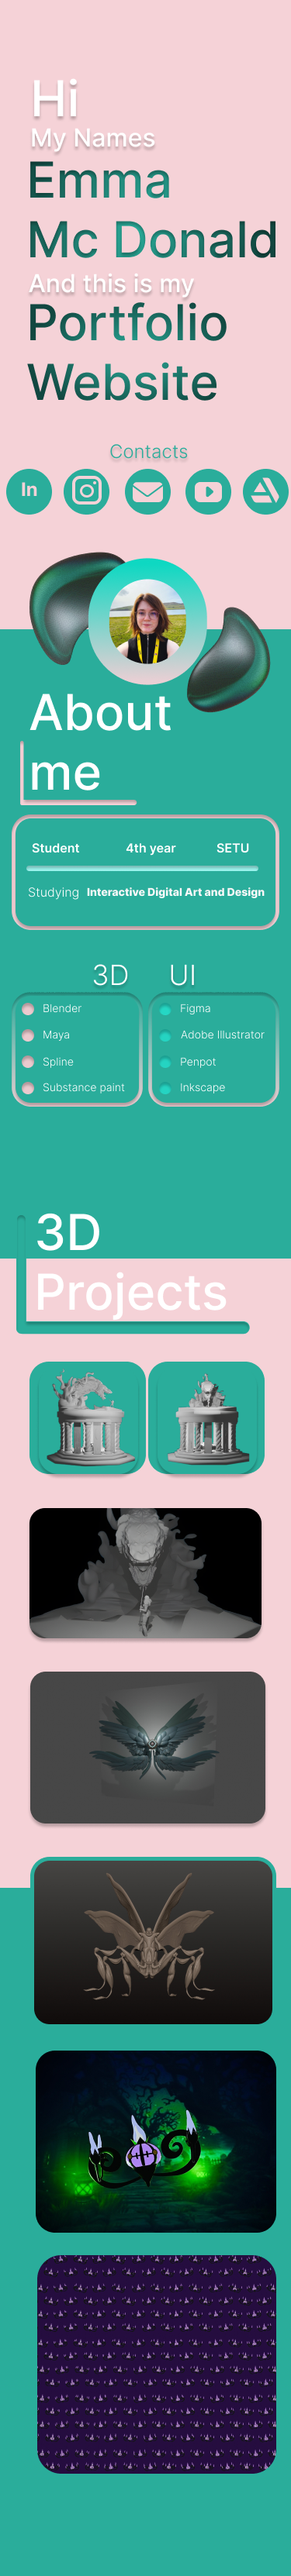 Hi
My Names
Emma
Mc Donald
And this is my
Portfolio
Website
Contacts
In
About
me
Student 4th year SETU
Studying Interactive Digital Art and Design
3D UI
Blender Figma
Maya Adobe Illustrator
Spline Penpot
Substance paint Inkscape
3D
Projects